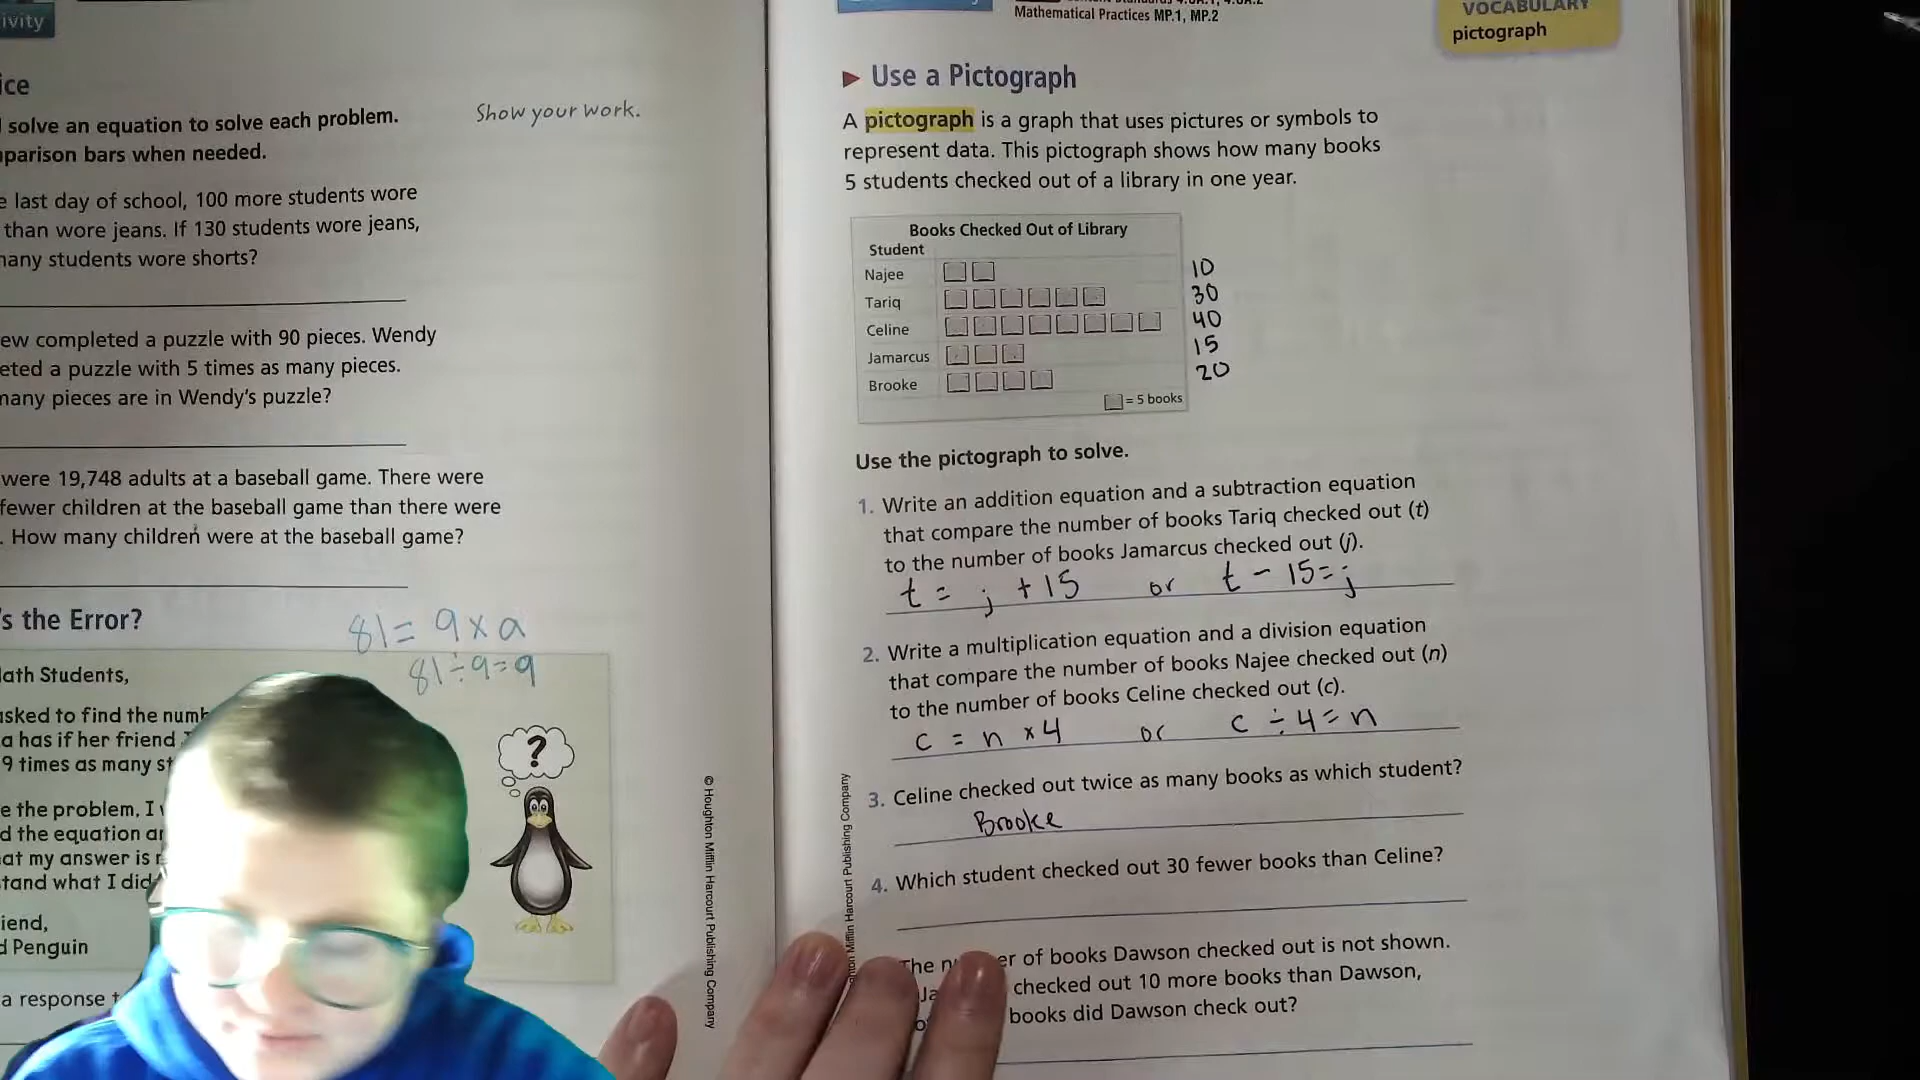 ivity
ice
solve an equation to solve each problem.
parison bars when needed.
Show your work.
last day of school, 100 more students wore
than wore jeans. If 130 students wore jeans,
many students wore shorts?
ew completed a puzzle with 90 pieces. Wendy
eted a puzzle with 5 times as many pieces.
many pieces are in Wendy's puzzle?
were 19,748 adults at a baseball game. There were
fewer children at the baseball game than there were
. How many children were at the baseball game?
's the Error?
81 = 9 x a
81 ÷ 9 = 9
ath Students,
asked to find the numb
a has if her friend
9 times as many st
e the problem, I
d the equation ar
at my answer is r
tand what I did
iend,
d Penguin
a response t
?
© Houghton Mifflin Harcourt Publishing Company
Mathematical Practices MP.1, MP.2
VOCABULARY
pictograph
Use a Pictograph
A pictograph is a graph that uses pictures or symbols to
represent data. This pictograph shows how many books
5 students checked out of a library in one year.
Books Checked Out of Library
Student
Najee 10
Tariq 30
Celine 40
Jamarcus 15
Brooke 20
= 5 books
Use the pictograph to solve.
1. Write an addition equation and a subtraction equation
that compare the number of books Tariq checked out (t)
to the number of books Jamarcus checked out (j).
t = j + 15 or t - 15 = j
2. Write a multiplication equation and a division equation
that compare the number of books Najee checked out (n)
to the number of books Celine checked out (c).
c = n x 4 or c ÷ 4 = n
3. Celine checked out twice as many books as which student?
Brooke
4. Which student checked out 30 fewer books than Celine?
The n er of books Dawson checked out is not shown.
Ja checked out 10 more books than Dawson,
books did Dawson check out?
Mifflin Harcourt Publishing Company